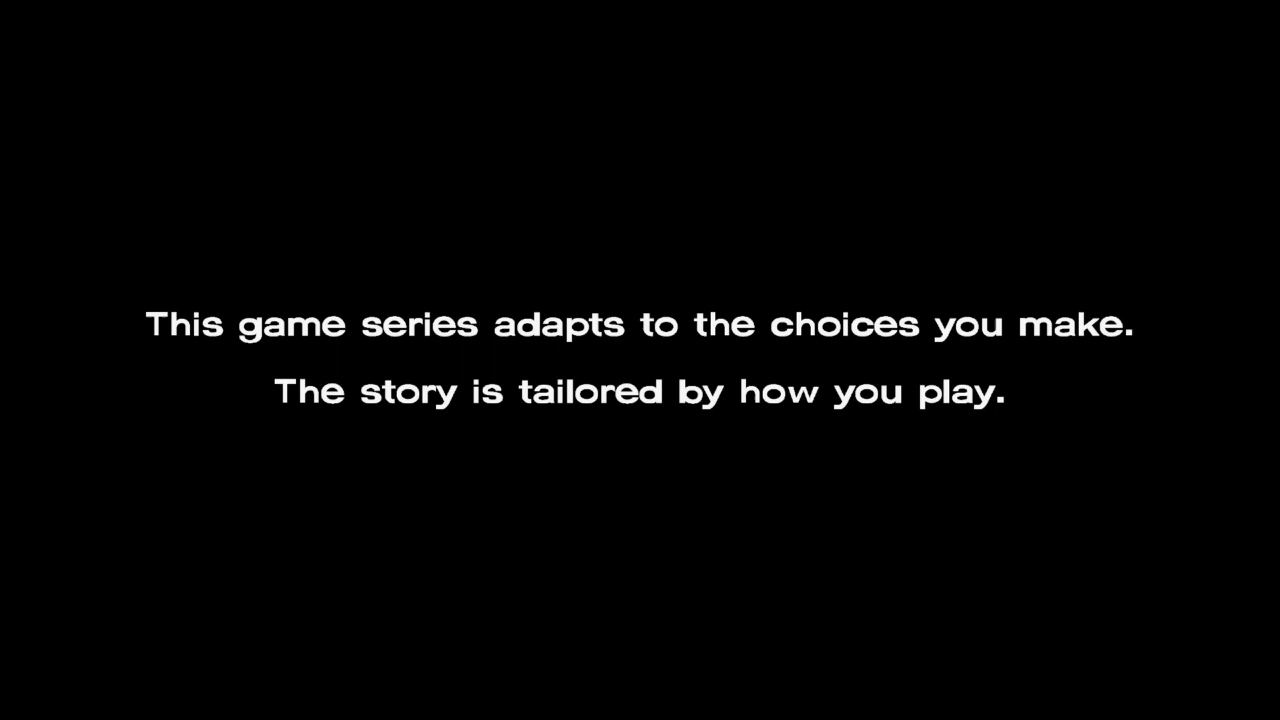 This game series adapts to the choices you make.
The story is tailored by how you play.